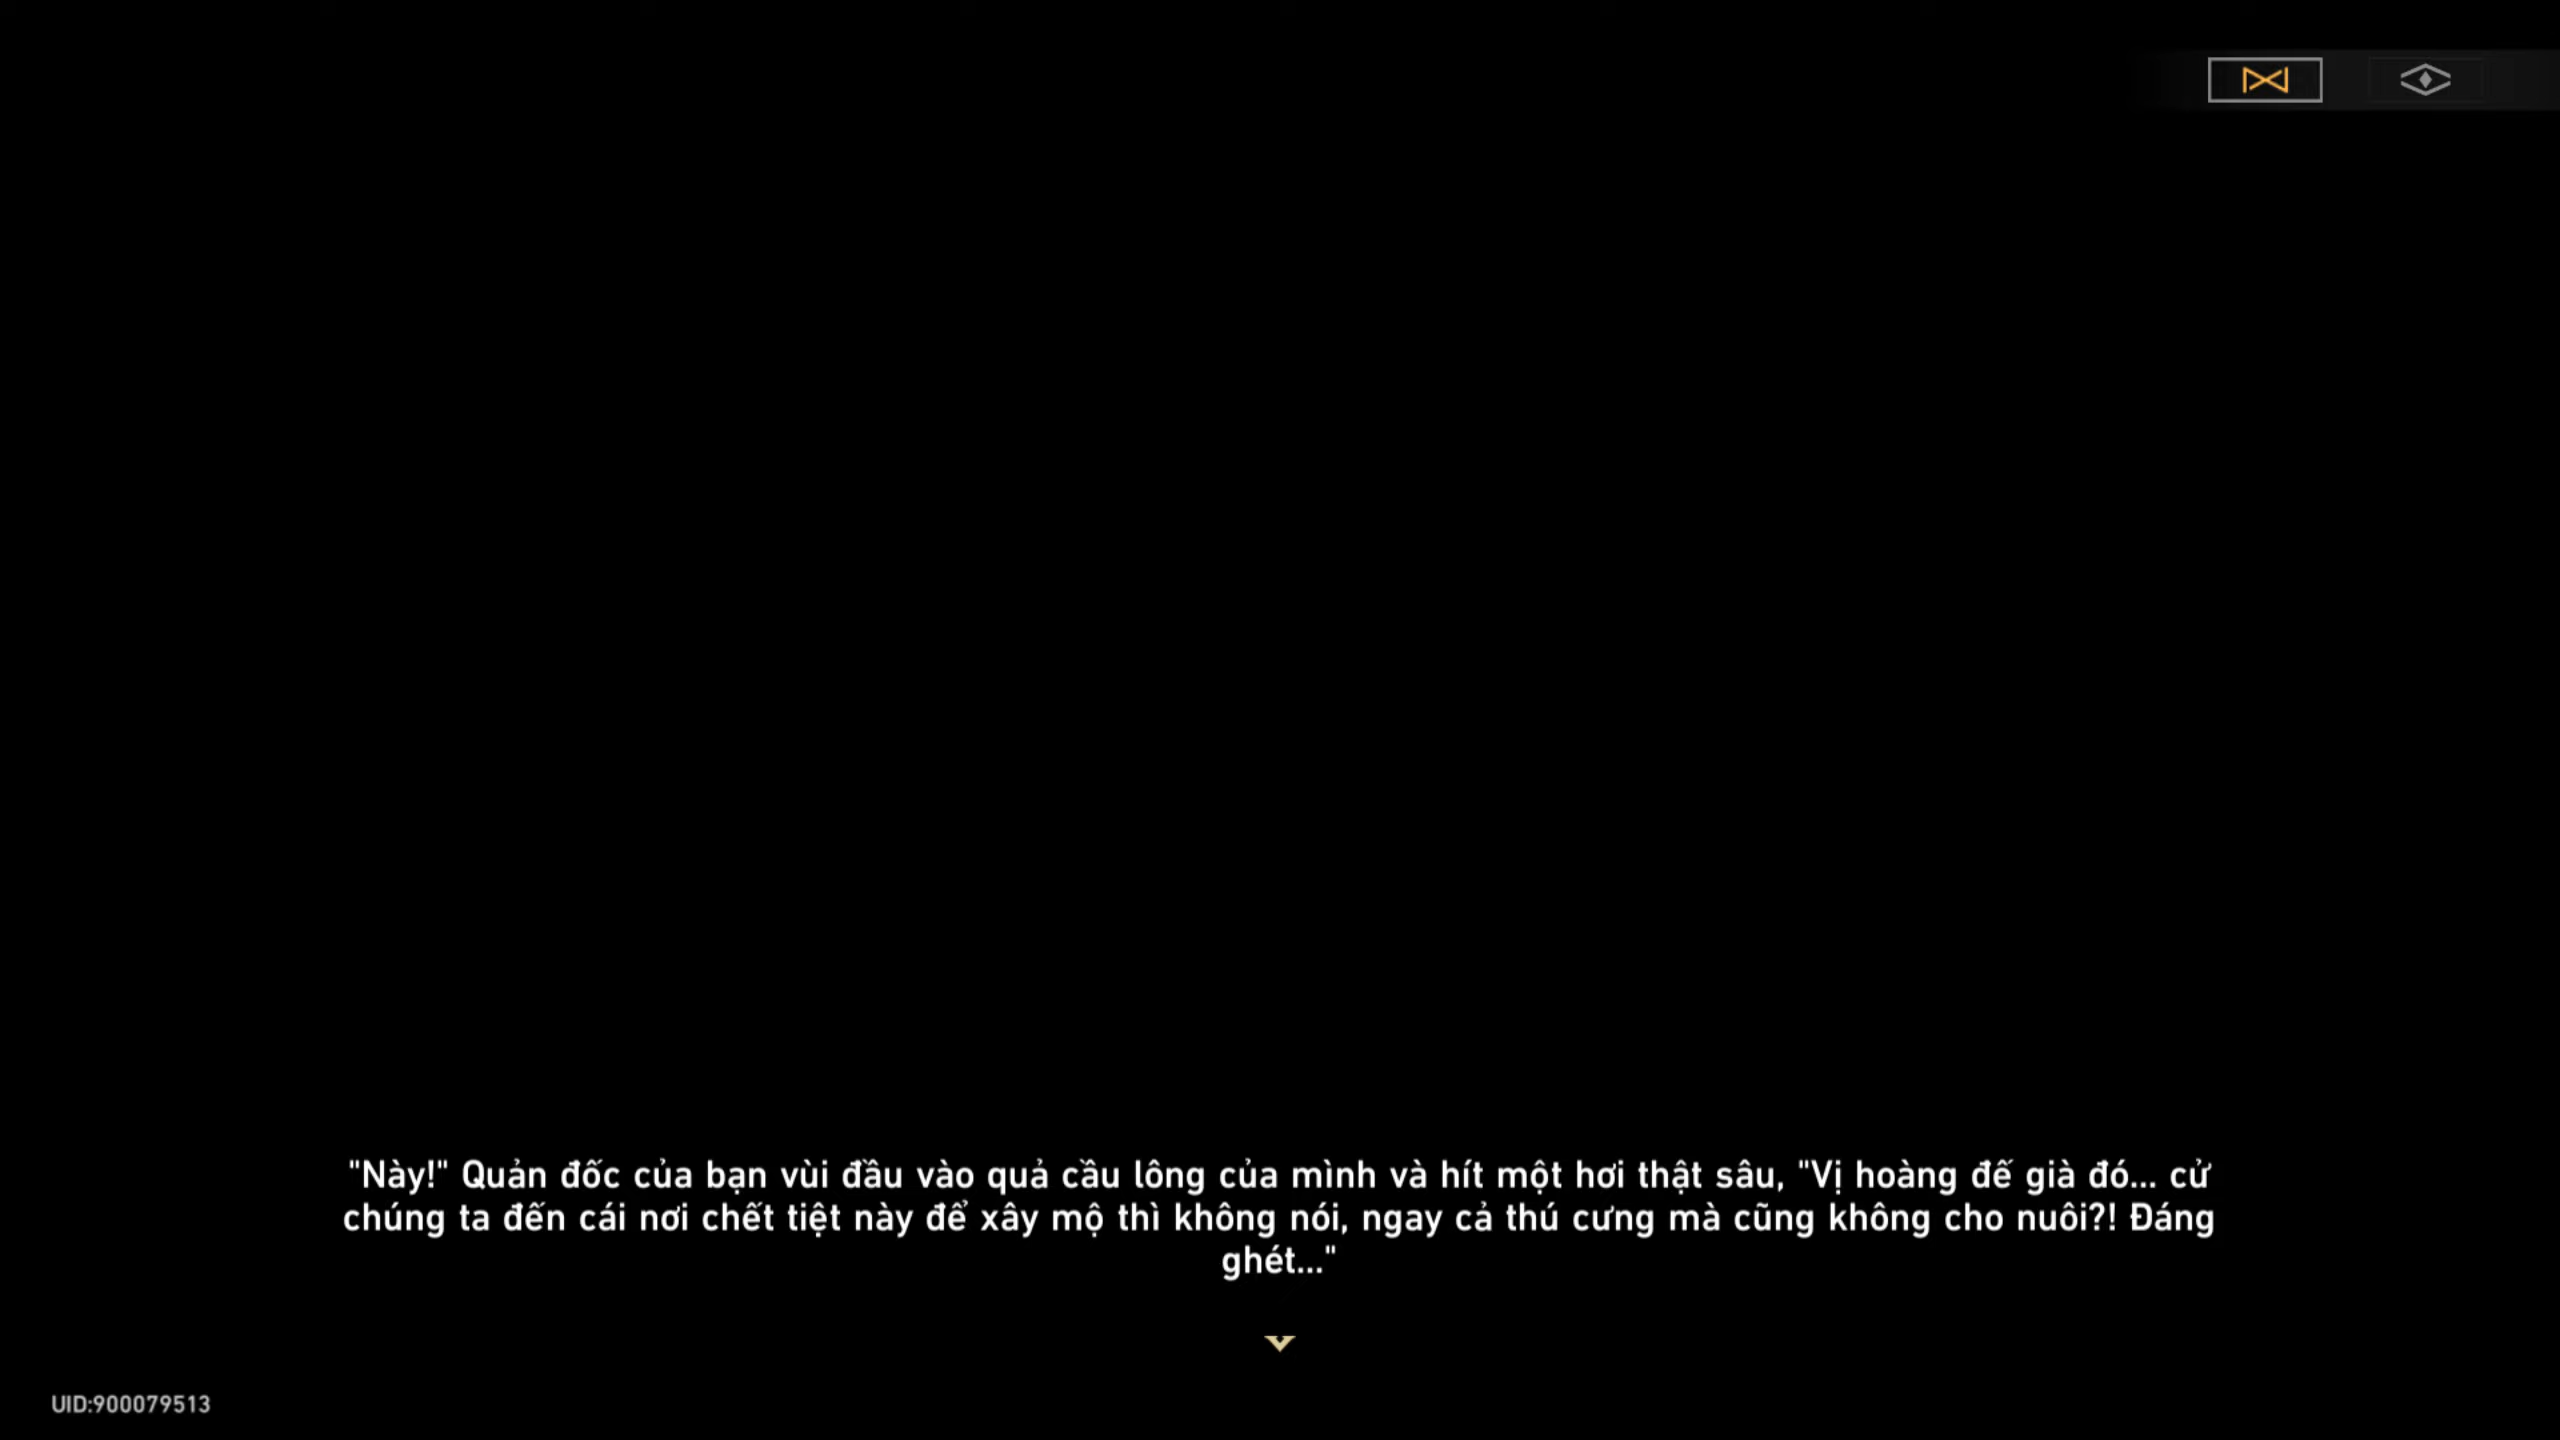 "Này!" Quản đốc của bạn vùi đầu vào quả cầu lông của mình và hít một hơi thật sâu, "Vị hoàng đế già đó... cử
chúng ta đến cái nơi chết tiệt này để xây mộ thì không nói, ngay cả thú cưng mà cũng không cho nuôi?! Đáng
ghét..."
UID:900079513